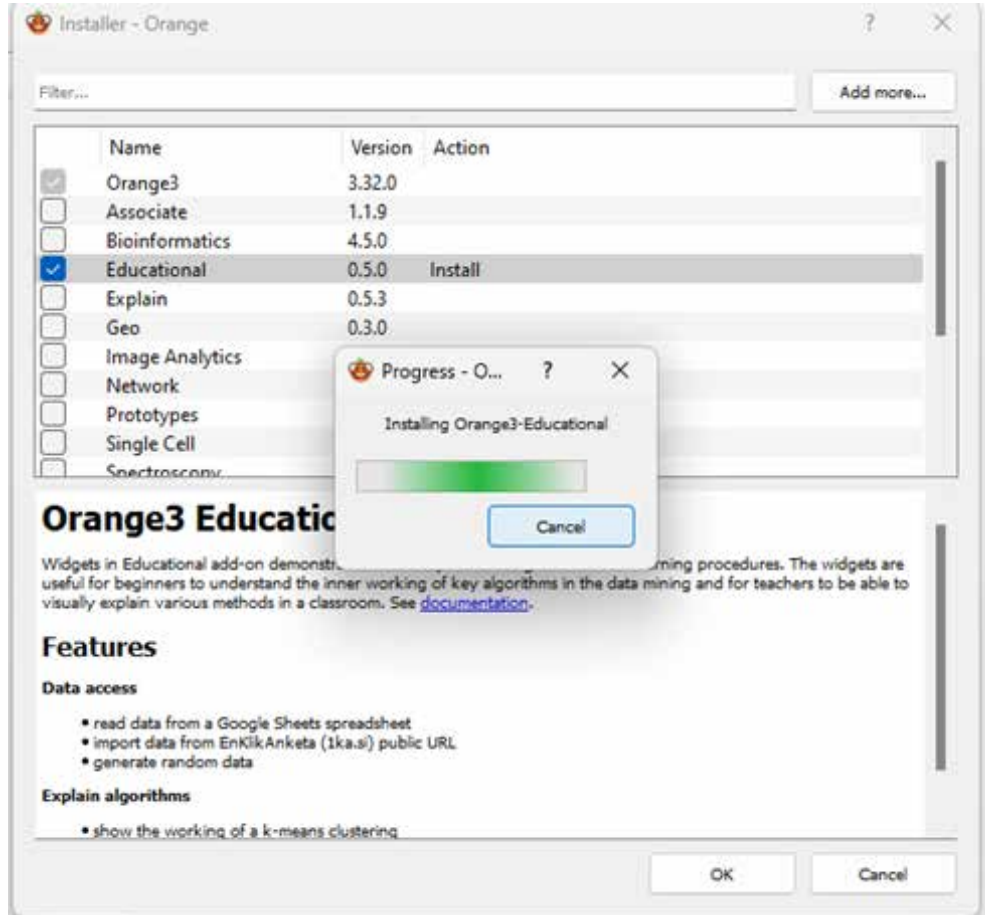 Installer - Orange
Filter...
Add more...
Name Version Action
Orange3 3.32.0
Associate 1.1.9
Bioinformatics 4.5.0
Educational 0.5.0 Install
Explain 0.5.3
Geo 0.3.0
Image Analytics
Network
Prototypes
Single Cell
Spectroscopy
Progress - O...
Installing Orange3-Educational
Cancel
Orange3 Educatio
Widgets in Educational add-on demonstr ning procedures. The widgets are
useful for beginners to understand the inner working of key algorithms in the data mining and for teachers to be able to
visually explain various methods in a classroom. See documentation.
Features
Data access
• read data from a Google Sheets spreadsheet
• import data from EnKlikAnketa (1ka.si) public URL
• generate random data
Explain algorithms
• show the working of a k-means clustering
OK Cancel